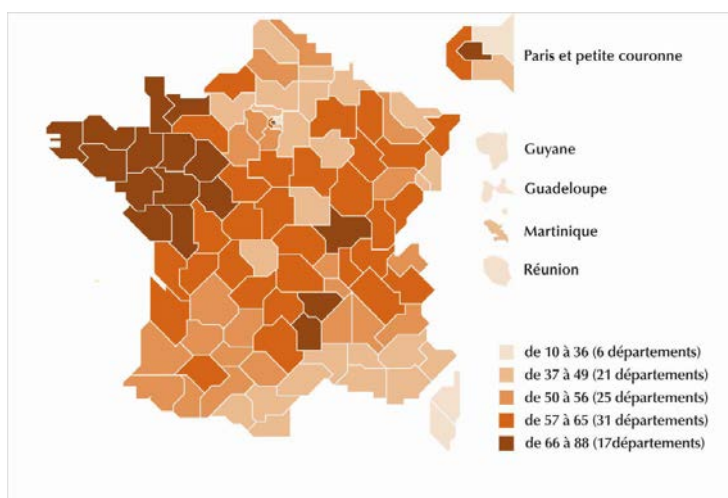 Paris et petite couronne
Guyane
Guadeloupe
Martinique
Réunion
de 10 à 36 (6 départements)
de 37 à 49 (21 départements)
de 50 à 56 (25 départements)
de 57 à 65 (31 départements)
de 66 à 88 (17départements)